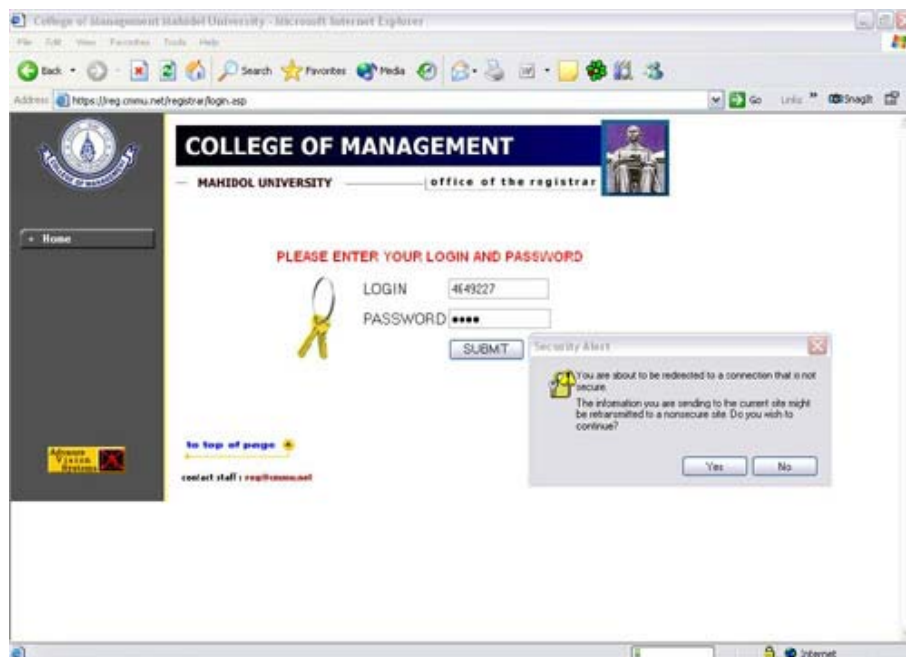 College of Management Mahidol University - Microsoft Internet Explorer
File Edit View Favorites Tools Help
Back Search Favorites Media
Address https://reg.cmmu.net/registrar/login.asp Go Links » SnagIt
COLLEGE OF MANAGEMENT
MAHIDOL UNIVERSITY office of the registrar
Home
PLEASE ENTER YOUR LOGIN AND PASSWORD
LOGIN 4649227
PASSWORD ●●●●
SUBMIT
Security Alert
You are about to be redirected to a connection that is not
secure.
The information you are sending to the current site might
be retransmitted to a nonsecure site. Do you wish to
continue?
Yes No
Advance
Vision
Systems
to top of page
contact staff : reg@cmmu.net
Internet